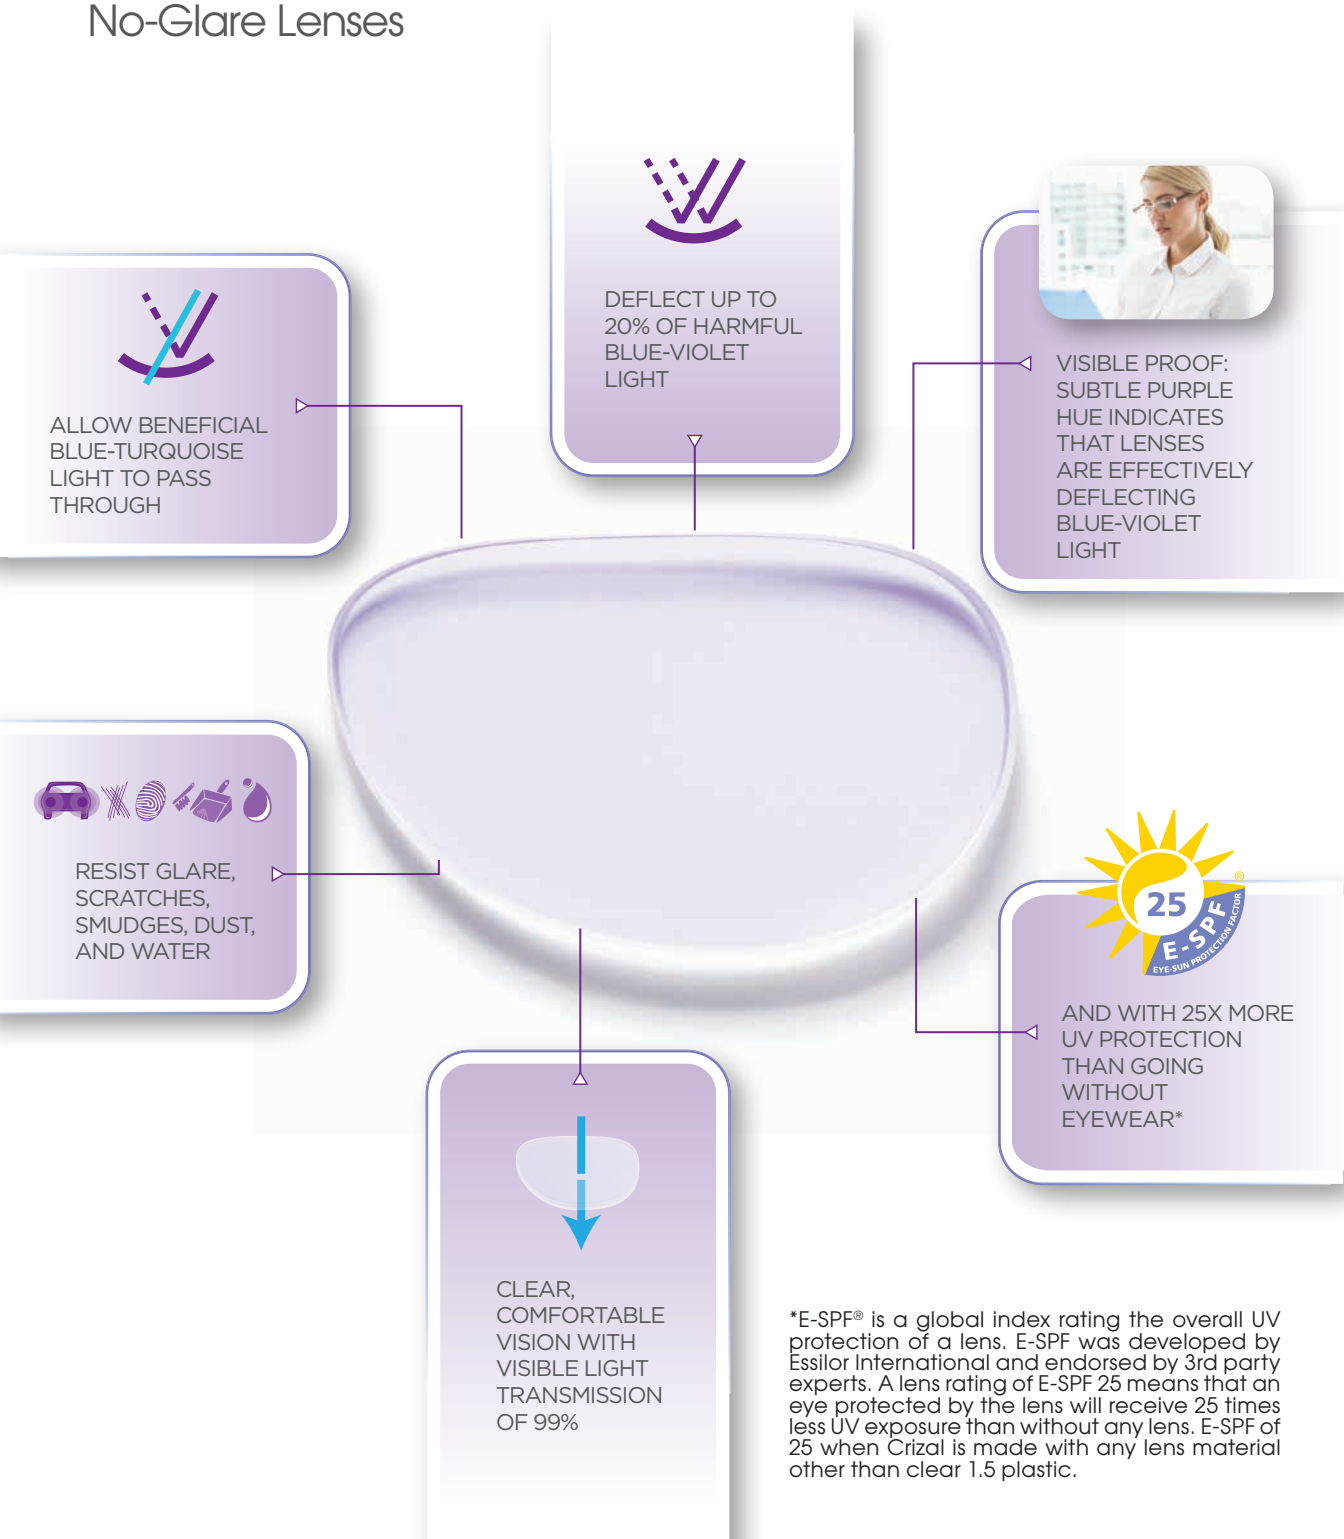 No-Glare Lenses
DEFLECT UP TO
20% OF HARMFUL
BLUE-VIOLET
LIGHT
ALLOW BENEFICIAL
BLUE-TURQUOISE
LIGHT TO PASS
THROUGH
VISIBLE PROOF:
SUBTLE PURPLE
HUE INDICATES
THAT LENSES
ARE EFFECTIVELY
DEFLECTING
BLUE-VIOLET
LIGHT
RESIST GLARE,
SCRATCHES,
SMUDGES, DUST,
AND WATER
25
E-SPF
®
EYE-SUN PROTECTION FACTOR
AND WITH 25X MORE
UV PROTECTION
THAN GOING
WITHOUT
EYEWEAR*
CLEAR,
COMFORTABLE
VISION WITH
VISIBLE LIGHT
TRANSMISSION
OF 99%
*E-SPF® is a global index rating the overall UV
protection of a lens. E-SPF was developed by
Essilor International and endorsed by 3rd party
experts. A lens rating of E-SPF 25 means that an
eye protected by the lens will receive 25 times
less UV exposure than without any lens. E-SPF of
25 when Crizal is made with any lens material
other than clear 1.5 plastic.